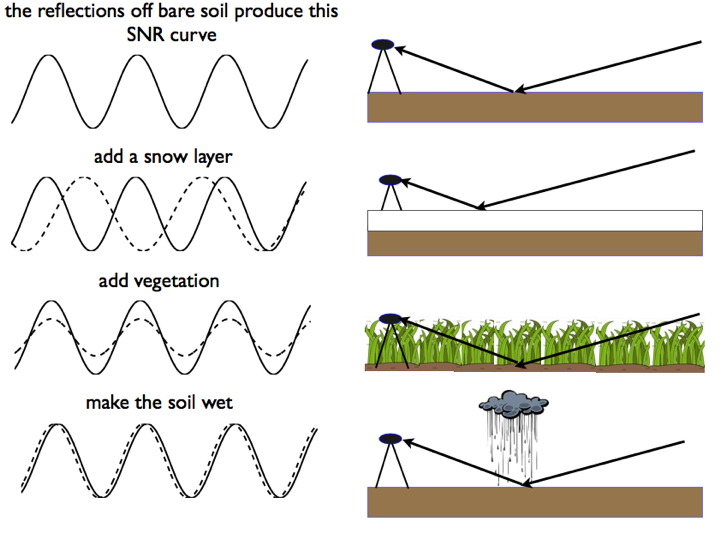 the reflections off bare soil produce this
SNR curve
add a snow layer
add vegetation
make the soil wet